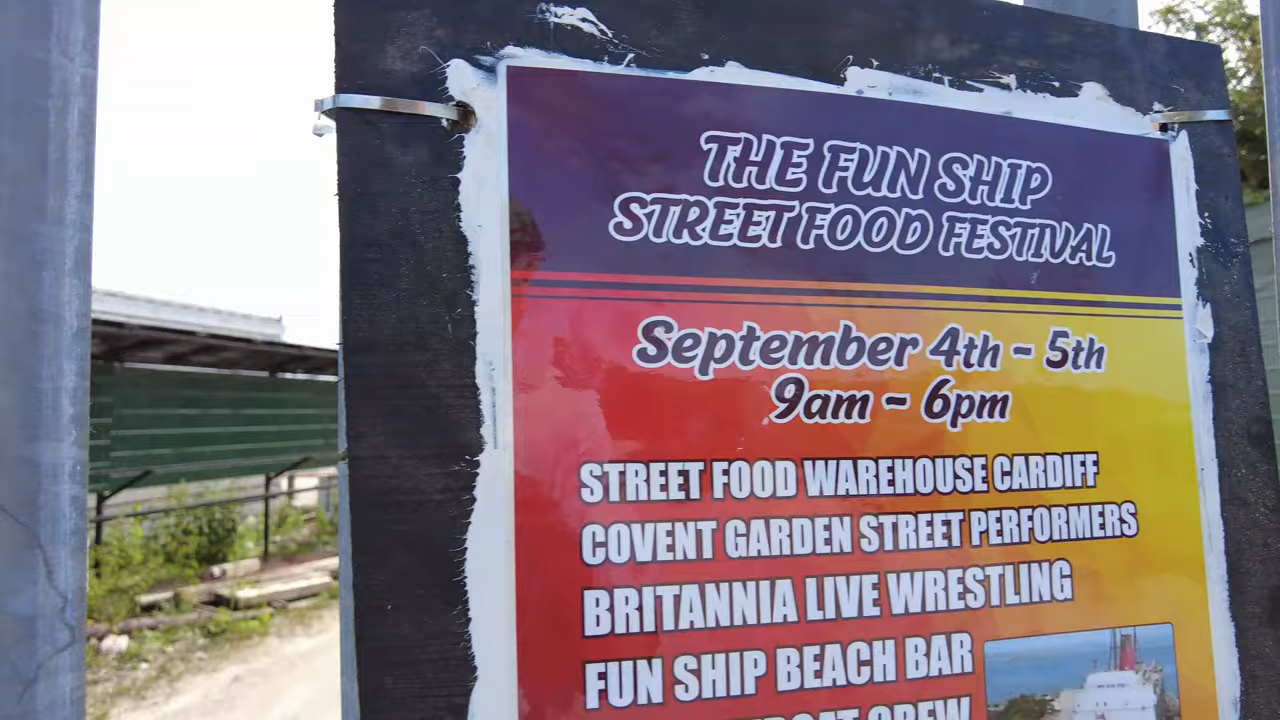 THE FUN SHIP
STREET FOOD FESTIVAL
September 4th - 5th
9am - 6pm
STREET FOOD WAREHOUSE CARDIFF
COVENT GARDEN STREET PERFORMERS
BRITANNIA LIVE WRESTLING
FUN SHIP BEACH BAR
CREW